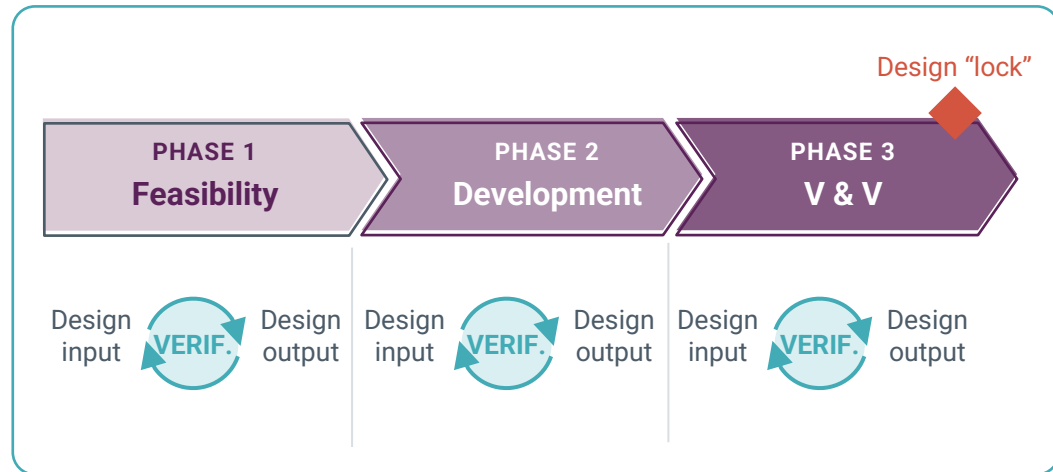 Design “lock”
PHASE 1
Feasibility
PHASE 2
Development
PHASE 3
V & V
Design
input
VERIF.
Design
output
Design
input
VERIF.
Design
output
Design
input
VERIF.
Design
output